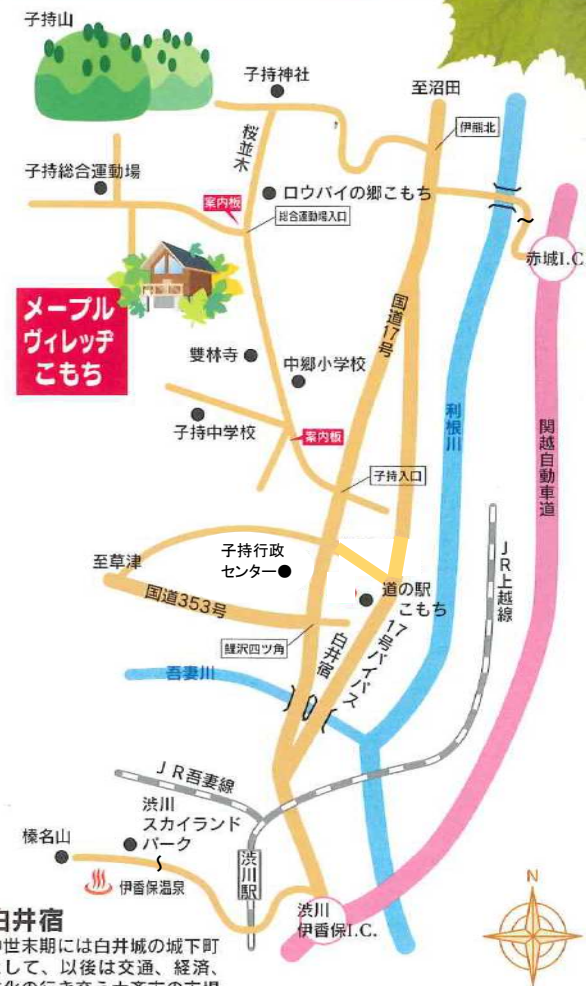 子持山
子持神社
至沼田
伊熊北
桜並木
子持総合運動場
ロウバイの郷こもち
案内板
総合運動場入口
赤城I.C
メープル
ヴィレッヂ
こもち
国道17号
雙林寺
中郷小学校
利根川
関越自動車道
子持中学校
案内板
子持入口
JR上越線
至草津
子持行政
センター
国道353号
道の駅
こもち
17号バイパス
白井宿
鯉沢四ツ角
吾妻川
JR吾妻線
渋川
スカイランド
パーク
榛名山
伊香保温泉
渋川駅
渋川
伊香保I.C.
N
白井宿
中世末期には白井城の城下町
として、以後は交通、経済、